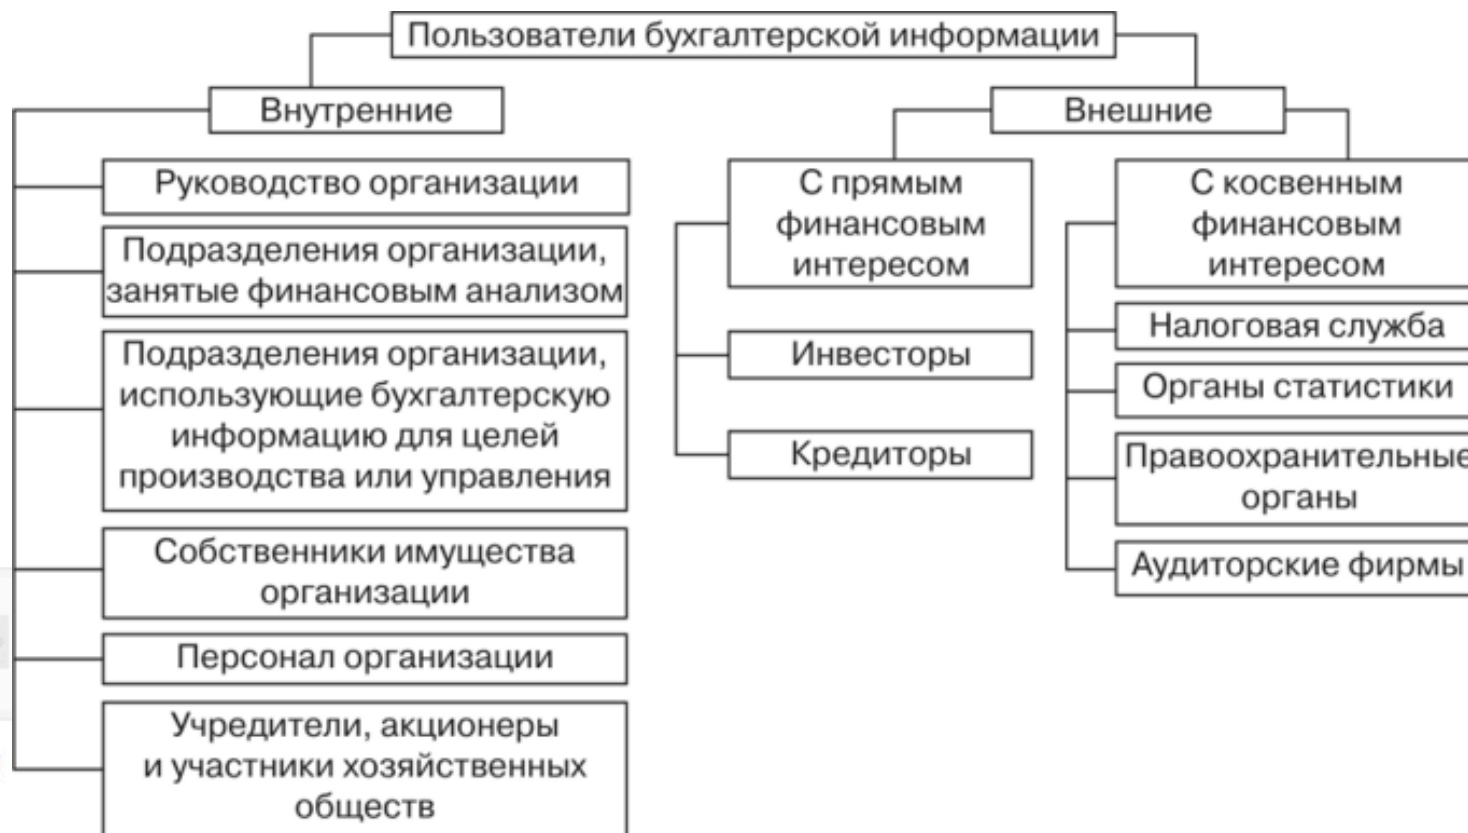 Пользователи бухгалтерской информации
Внутренние
Руководство организации
Подразделения организации,
занятые финансовым анализом
Подразделения организации,
использующие бухгалтерскую
информацию для целей
производства или управления
Собственники имущества
организации
Персонал организации
Учредители, акционеры
и участники хозяйственных
обществ
Внешние
С прямым
финансовым
интересом
Инвесторы
Кредиторы
С косвенным
финансовым
интересом
Налоговая служба
Органы статистики
Правоохранительные
органы
Аудиторские фирмы